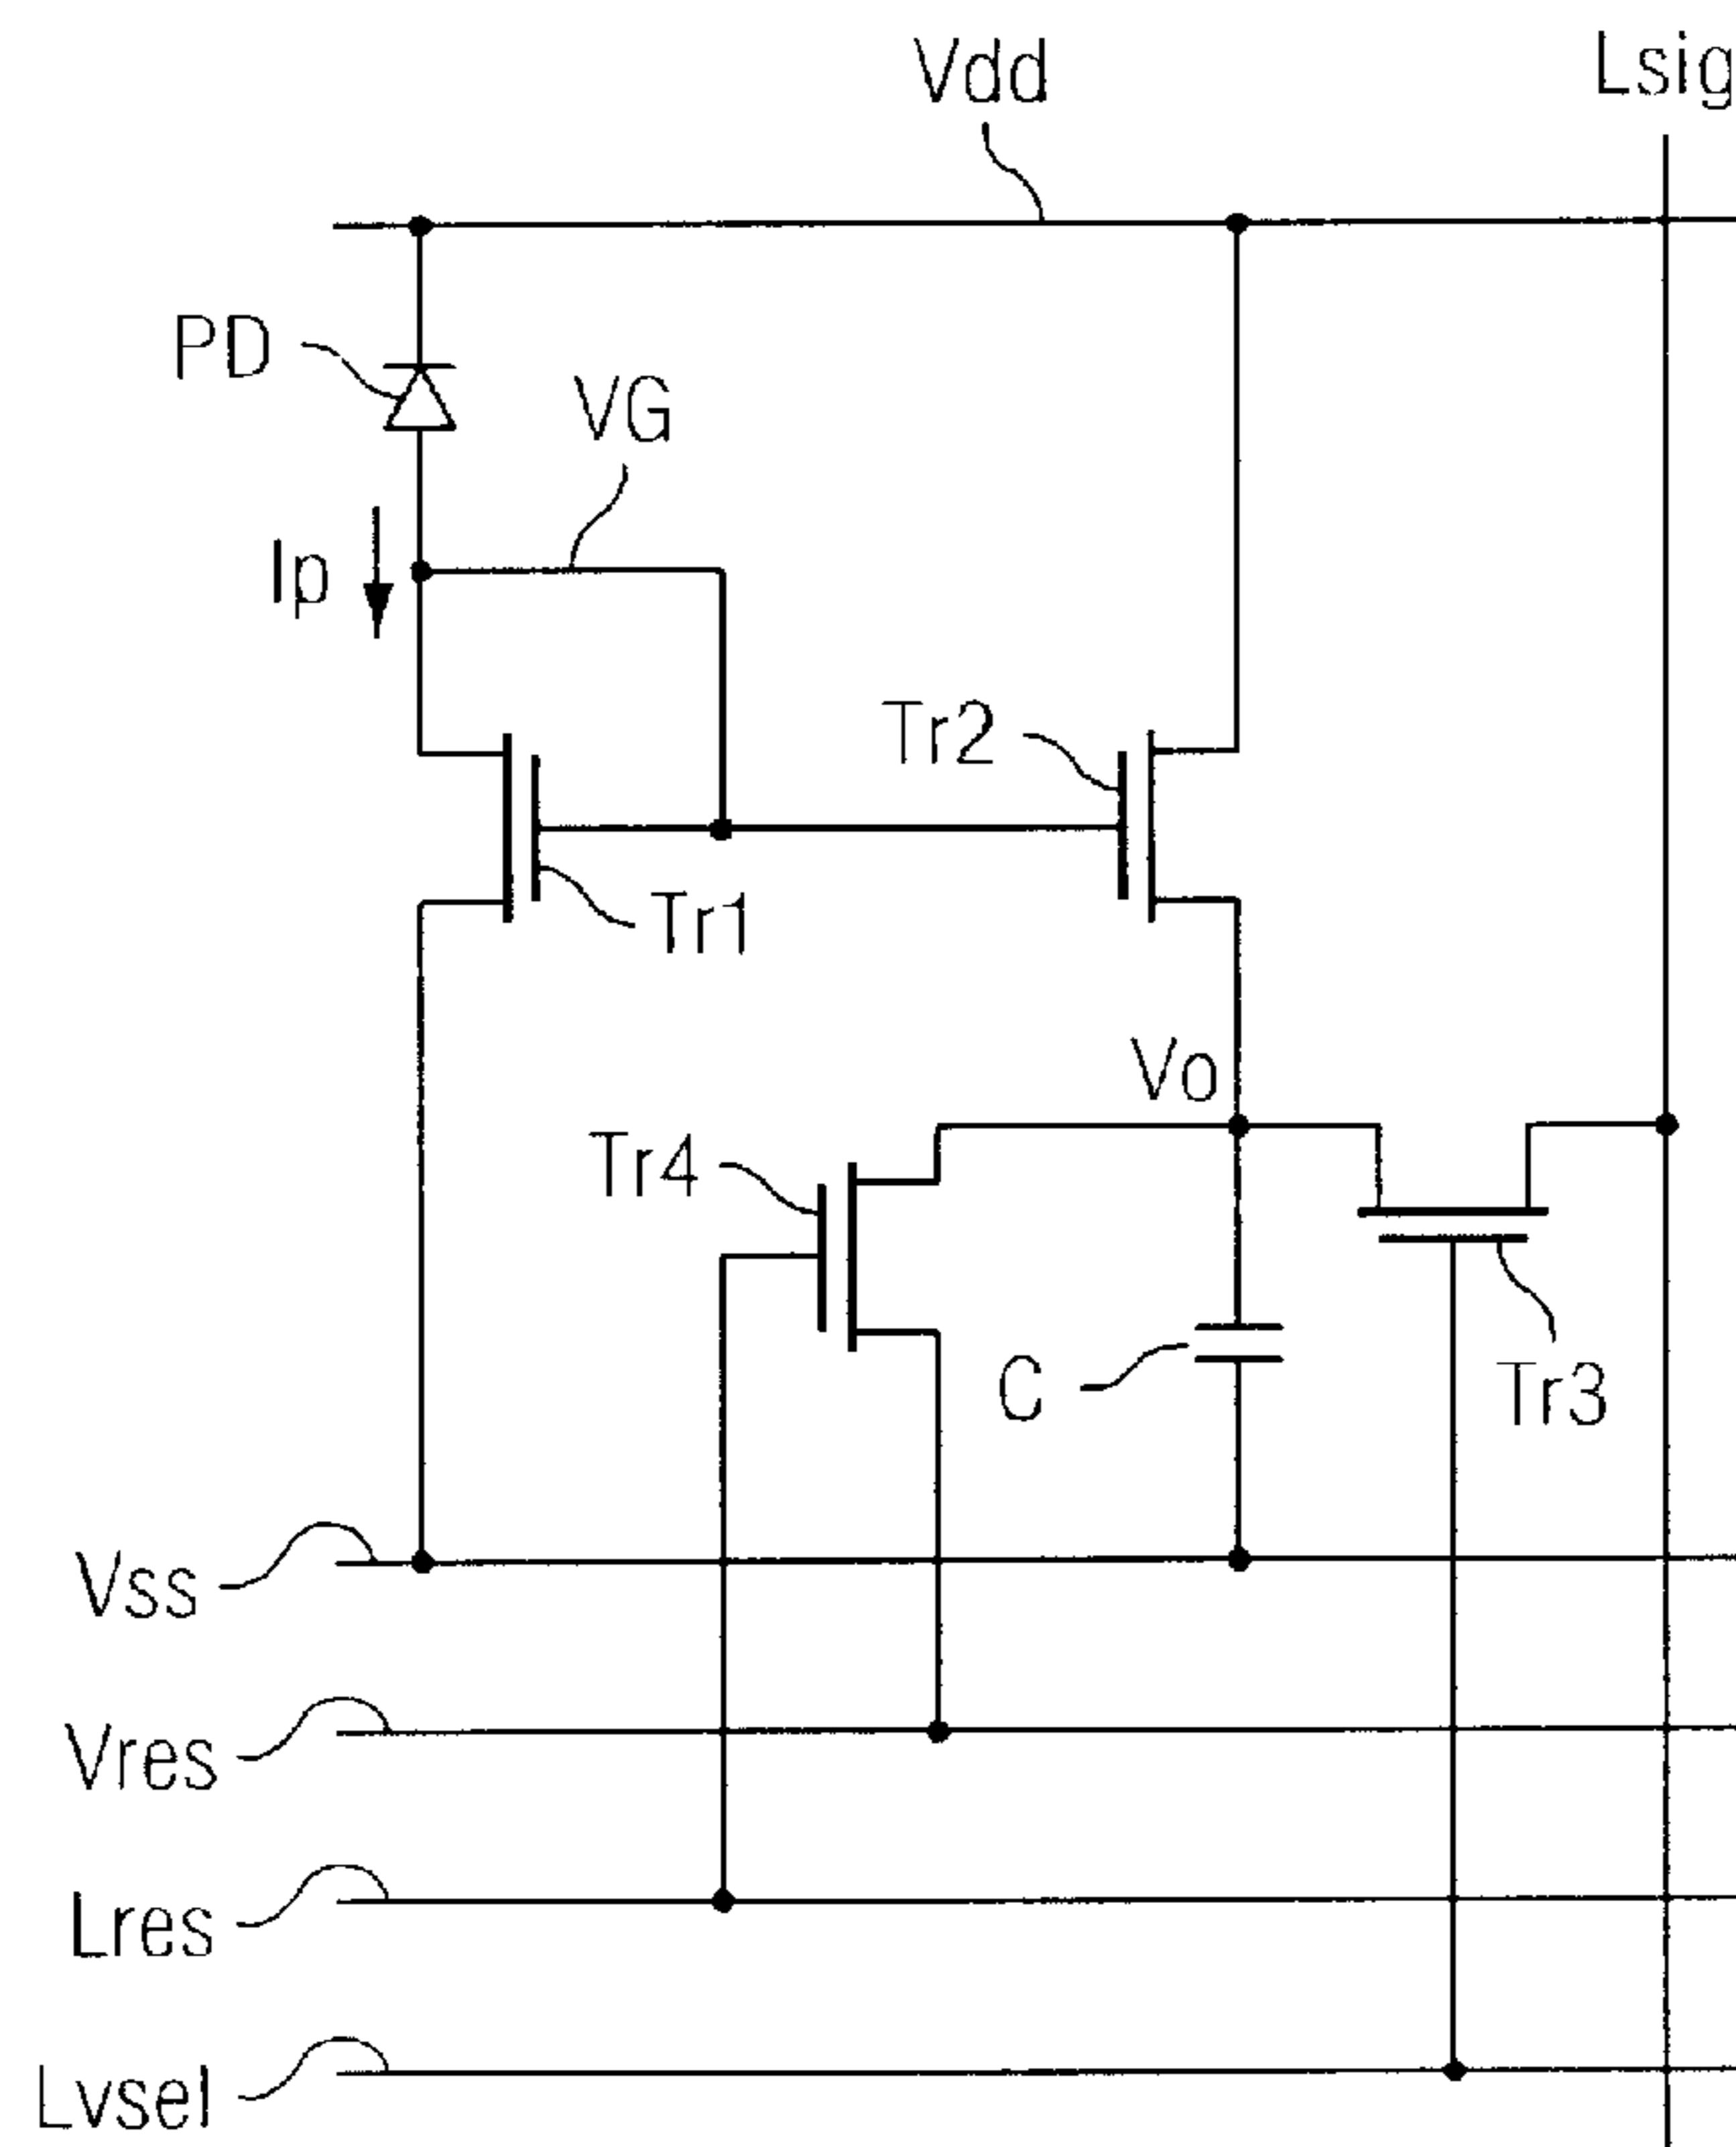 Vdd
Lsig
PD
VG
Ip
Tr2
Tr1
Vo
Tr4
C
Tr3
Vss
Vres
Lres
Lvsel